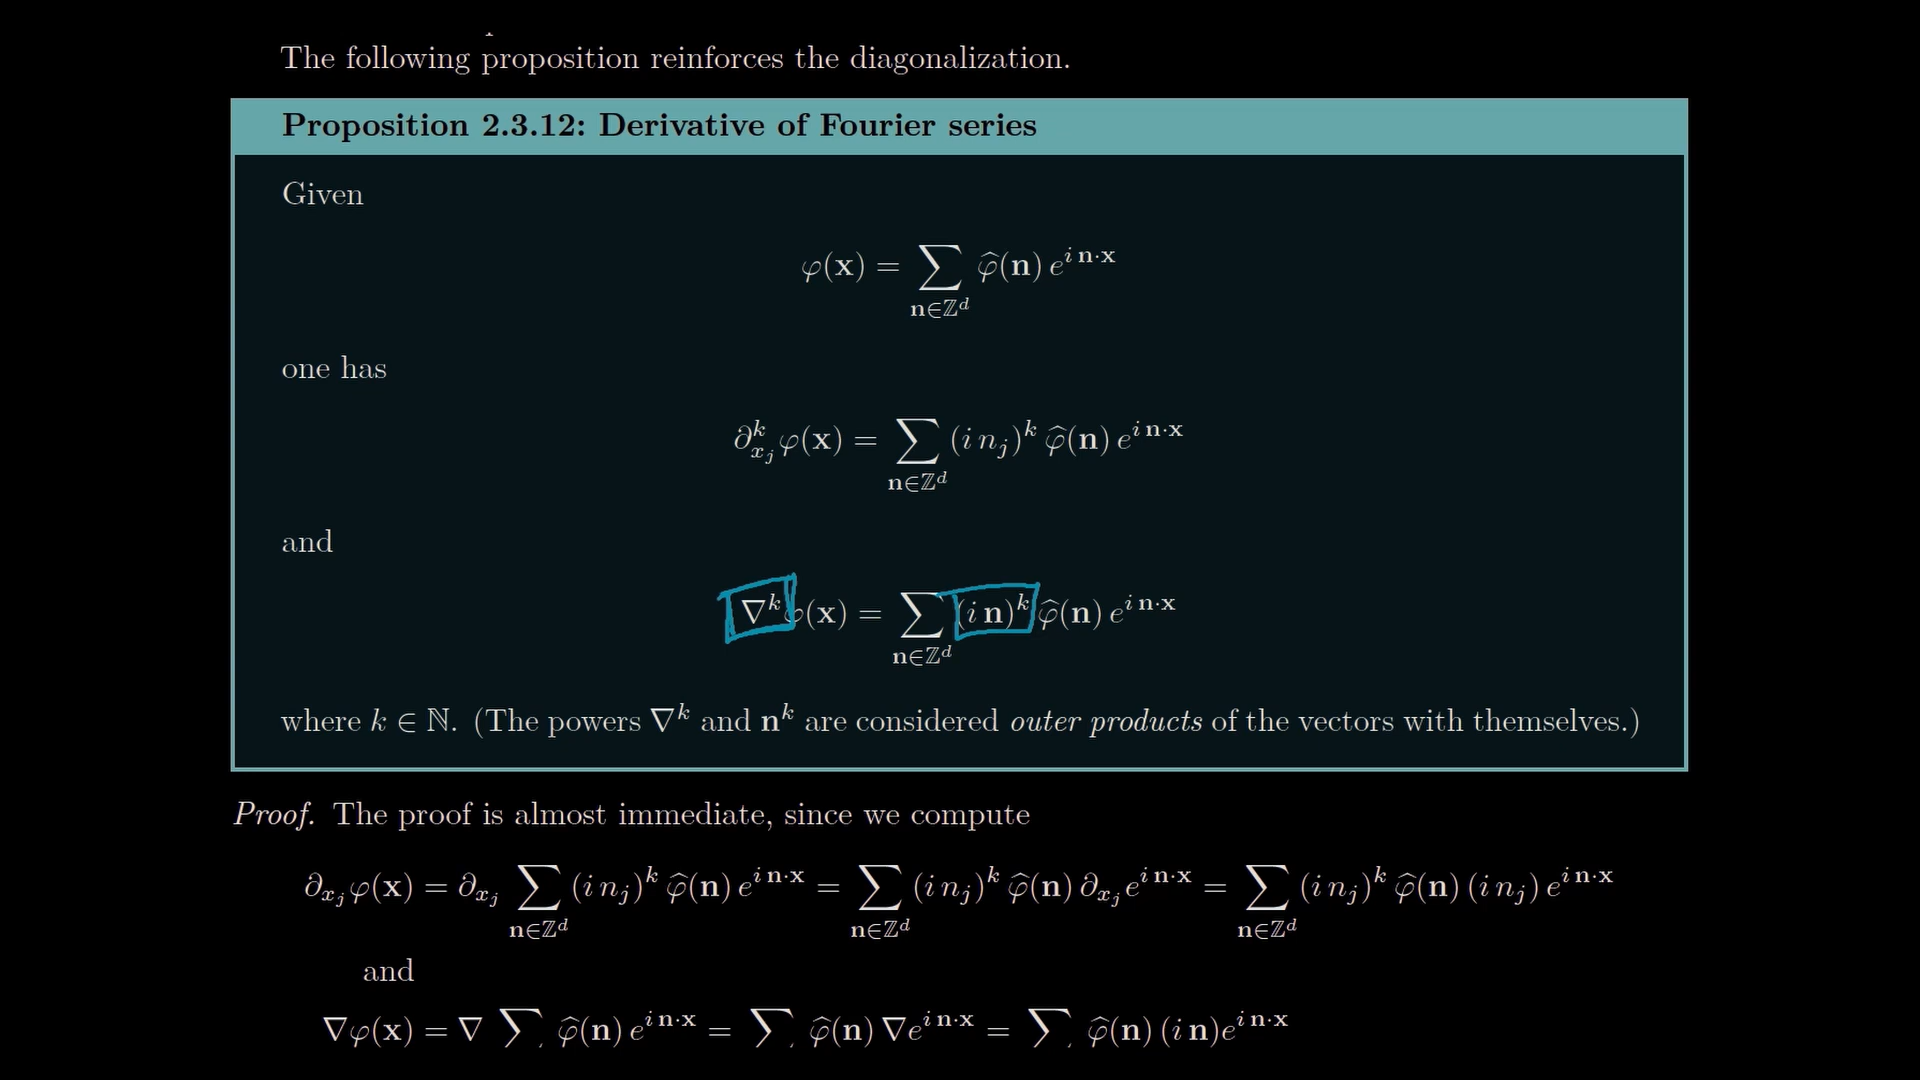 The following proposition reinforces the diagonalization.
Proposition 2.3.12: Derivative of Fourier series
Given
φ(𝐱) = ∑_{𝐧∈ℤ^d} φ̂(𝐧) e^{i 𝐧·𝐱}
one has
∂^k_{x_j} φ(𝐱) = ∑_{𝐧∈ℤ^d} (i n_j)^k φ̂(𝐧) e^{i 𝐧·𝐱}
and
∇^k φ(𝐱) = ∑_{𝐧∈ℤ^d} (i 𝐧)^k φ̂(𝐧) e^{i 𝐧·𝐱}
where k ∈ ℕ. (The powers ∇^k and 𝐧^k are considered outer products of the vectors with themselves.)
Proof. The proof is almost immediate, since we compute
∂_{x_j} φ(𝐱) = ∂_{x_j} ∑_{𝐧∈ℤ^d} (i n_j)^k φ̂(𝐧) e^{i 𝐧·𝐱} = ∑_{𝐧∈ℤ^d} (i n_j)^k φ̂(𝐧) ∂_{x_j} e^{i 𝐧·𝐱} = ∑_{𝐧∈ℤ^d} (i n_j)^k φ̂(𝐧) (i n_j) e^{i 𝐧·𝐱}
and
∇φ(𝐱) = ∇ ∑ φ̂(𝐧) e^{i 𝐧·𝐱} = ∑ φ̂(𝐧) ∇e^{i 𝐧·𝐱} = ∑ φ̂(𝐧) (i 𝐧)e^{i 𝐧·𝐱}